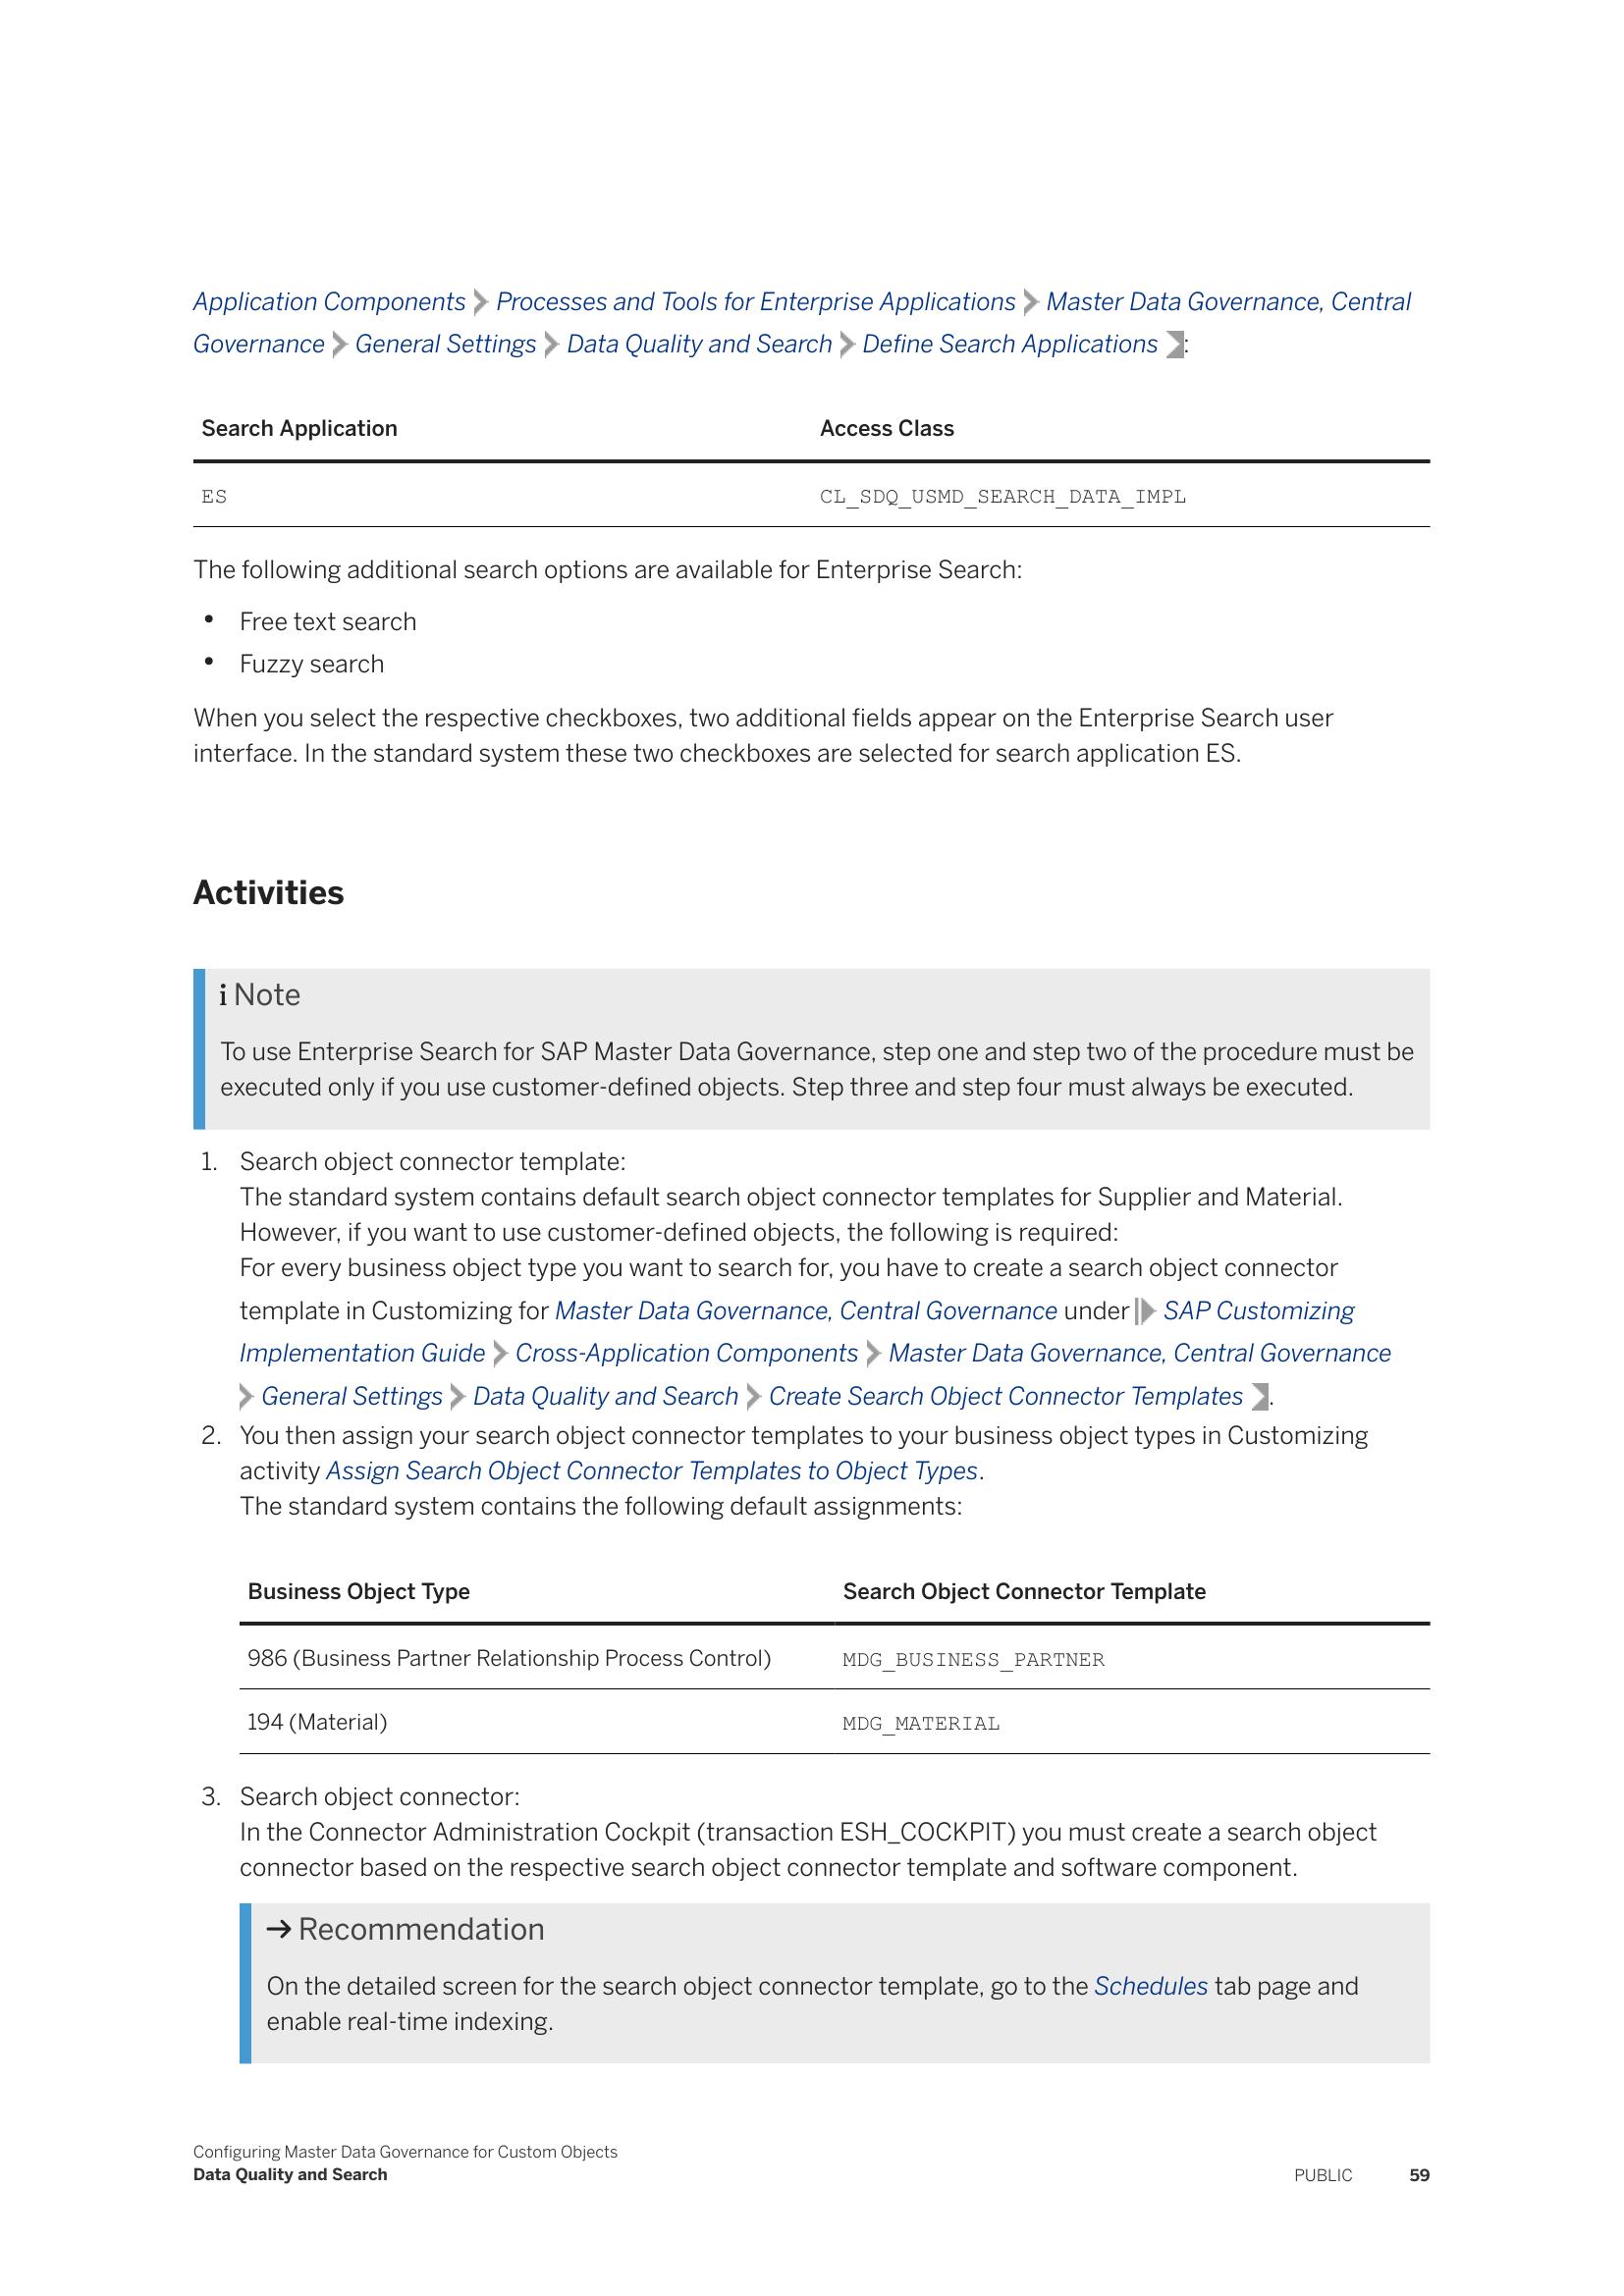 Application Components Processes and Tools for Enterprise Applications Master Data Governance, Central
Governance General Settings Data Quality and Search Define Search Applications :
Search Application Access Class
ES CL_SDQ_USMD_SEARCH_DATA_IMPL
The following additional search options are available for Enterprise Search:
• Free text search
• Fuzzy search
When you select the respective checkboxes, two additional fields appear on the Enterprise Search user
interface. In the standard system these two checkboxes are selected for search application ES.
Activities
i Note
To use Enterprise Search for SAP Master Data Governance, step one and step two of the procedure must be
executed only if you use customer-defined objects. Step three and step four must always be executed.
1. Search object connector template:
The standard system contains default search object connector templates for Supplier and Material.
However, if you want to use customer-defined objects, the following is required:
For every business object type you want to search for, you have to create a search object connector
template in Customizing for Master Data Governance, Central Governance under SAP Customizing
Implementation Guide Cross-Application Components Master Data Governance, Central Governance
General Settings Data Quality and Search Create Search Object Connector Templates .
2. You then assign your search object connector templates to your business object types in Customizing
activity Assign Search Object Connector Templates to Object Types.
The standard system contains the following default assignments:
Business Object Type Search Object Connector Template
986 (Business Partner Relationship Process Control) MDG_BUSINESS_PARTNER
194 (Material) MDG_MATERIAL
3. Search object connector:
In the Connector Administration Cockpit (transaction ESH_COCKPIT) you must create a search object
connector based on the respective search object connector template and software component.
→ Recommendation
On the detailed screen for the search object connector template, go to the Schedules tab page and
enable real-time indexing.
Configuring Master Data Governance for Custom Objects
Data Quality and Search PUBLIC 59